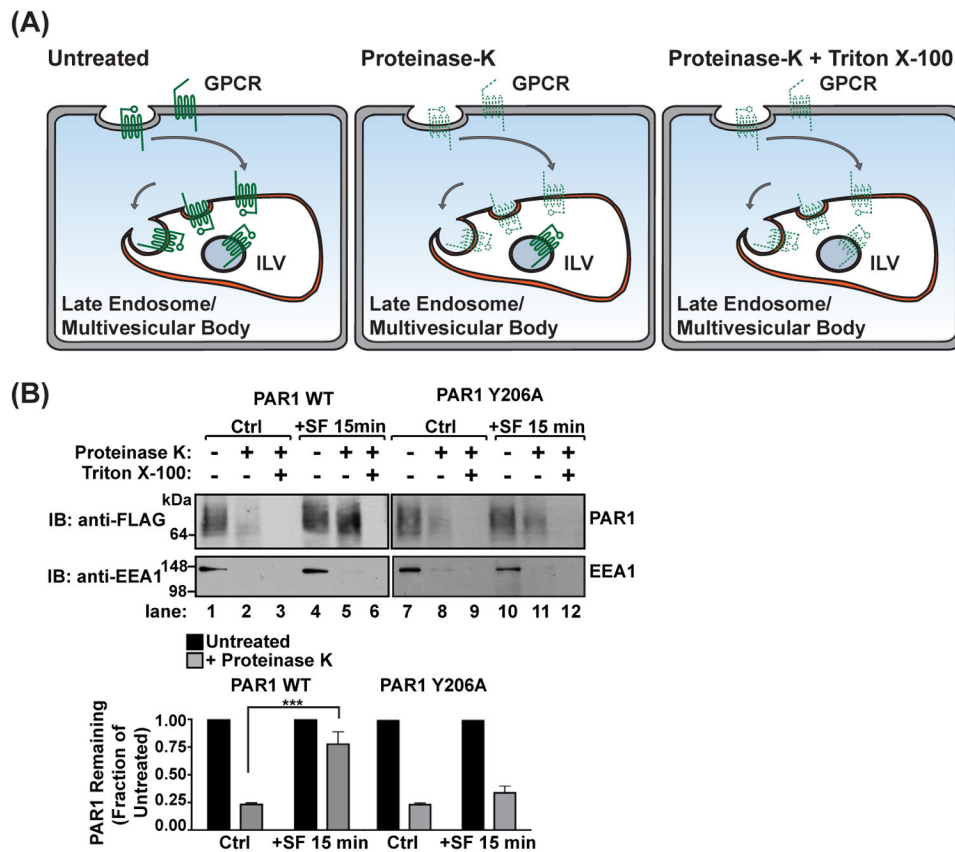 (A)
Untreated
Proteinase-K
Proteinase-K + Triton X-100
GPCR
GPCR
GPCR
ILV
ILV
ILV
Late Endosome/
Multivesicular Body
Late Endosome/
Multivesicular Body
Late Endosome/
Multivesicular Body
(B)
PAR1 WT
PAR1 Y206A
Ctrl
+SF 15min
Ctrl
+SF 15 min
Proteinase K: - + + - + + - + + - + +
Triton X-100: - - + - - + - - + - - +
kDa
IB: anti-FLAG
64-
PAR1
IB: anti-EEA1
148-
98-
EEA1
lane: 1 2 3 4 5 6 7 8 9 10 11 12
Untreated
+ Proteinase K
PAR1 WT
PAR1 Y206A
***
PAR1 Remaining
(Fraction of
Untreated)
1.00
0.75
0.50
0.25
0.00
Ctrl +SF 15 min Ctrl +SF 15 min